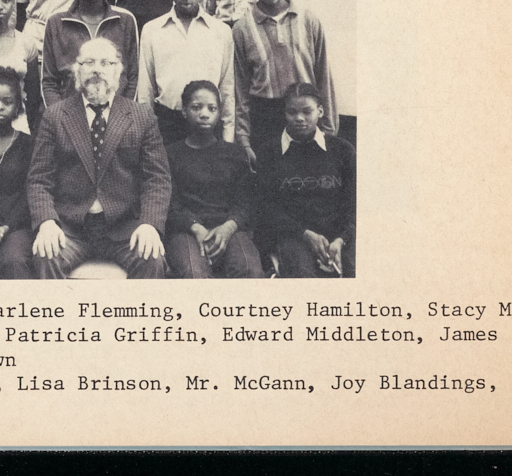 arlene Flemming, Courtney Hamilton, Stacy M
Patricia Griffin, Edward Middleton, James
wn
, Lisa Brinson, Mr. McGann, Joy Blandings,